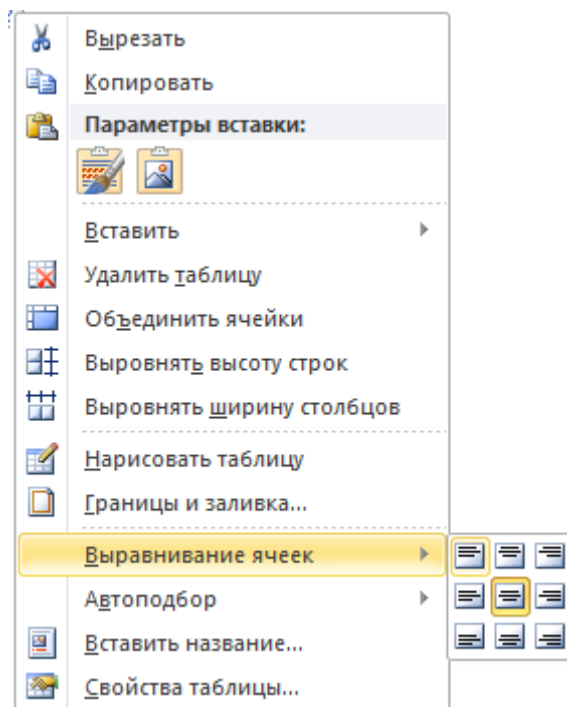 Вырезать
Копировать
Параметры вставки:
Вставить
Удалить таблицу
Объединить ячейки
Выровнять высоту строк
Выровнять ширину столбцов
Нарисовать таблицу
Границы и заливка...
Выравнивание ячеек
Автоподбор
Вставить название...
Свойства таблицы...